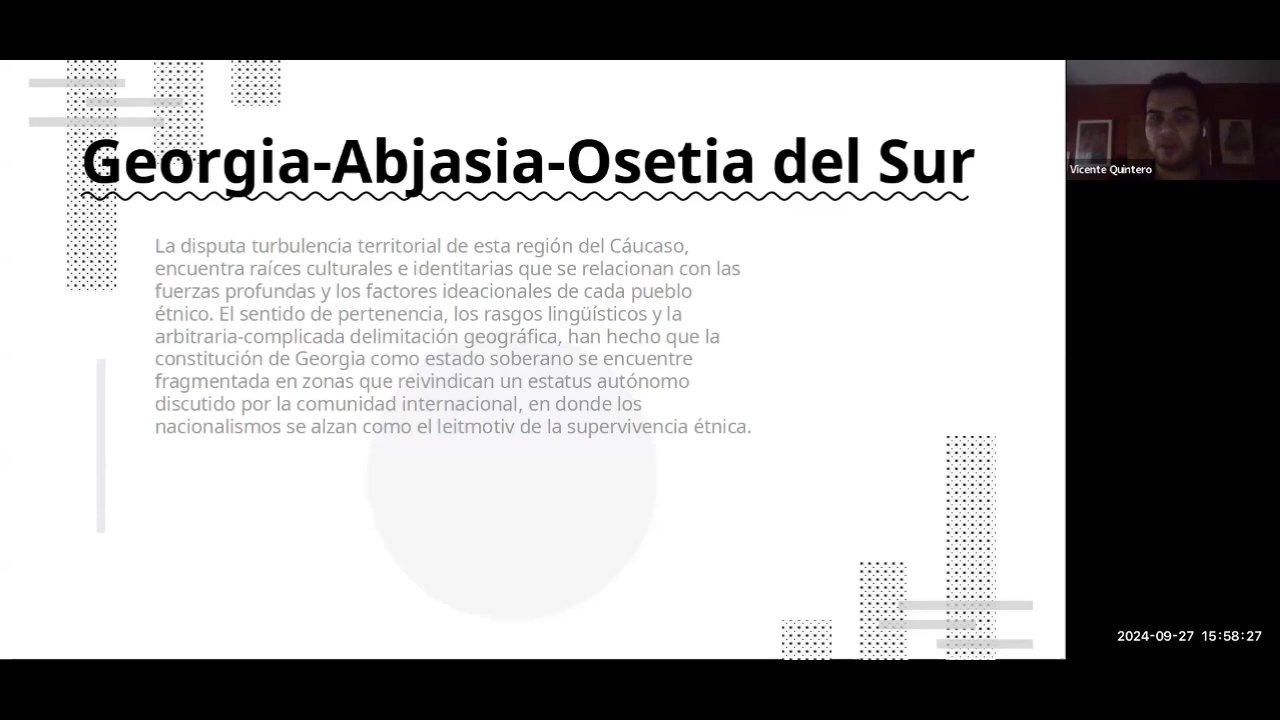 Georgia-Abjasia-Osetia del Sur
La disputa turbulencia territorial de esta región del Cáucaso,
encuentra raíces culturales e identitarias que se relacionan con las
fuerzas profundas y los factores ideacionales de cada pueblo
étnico. El sentido de pertenencia, los rasgos lingüísticos y la
arbitraria-complicada delimitación geográfica, han hecho que la
constitución de Georgia como estado soberano se encuentre
fragmentada en zonas que reivindican un estatus autónomo
discutido por la comunidad internacional, en donde los
nacionalismos se alzan como el leitmotiv de la supervivencia étnica.
Vicente Quintero
2024-09-27 15:58:27